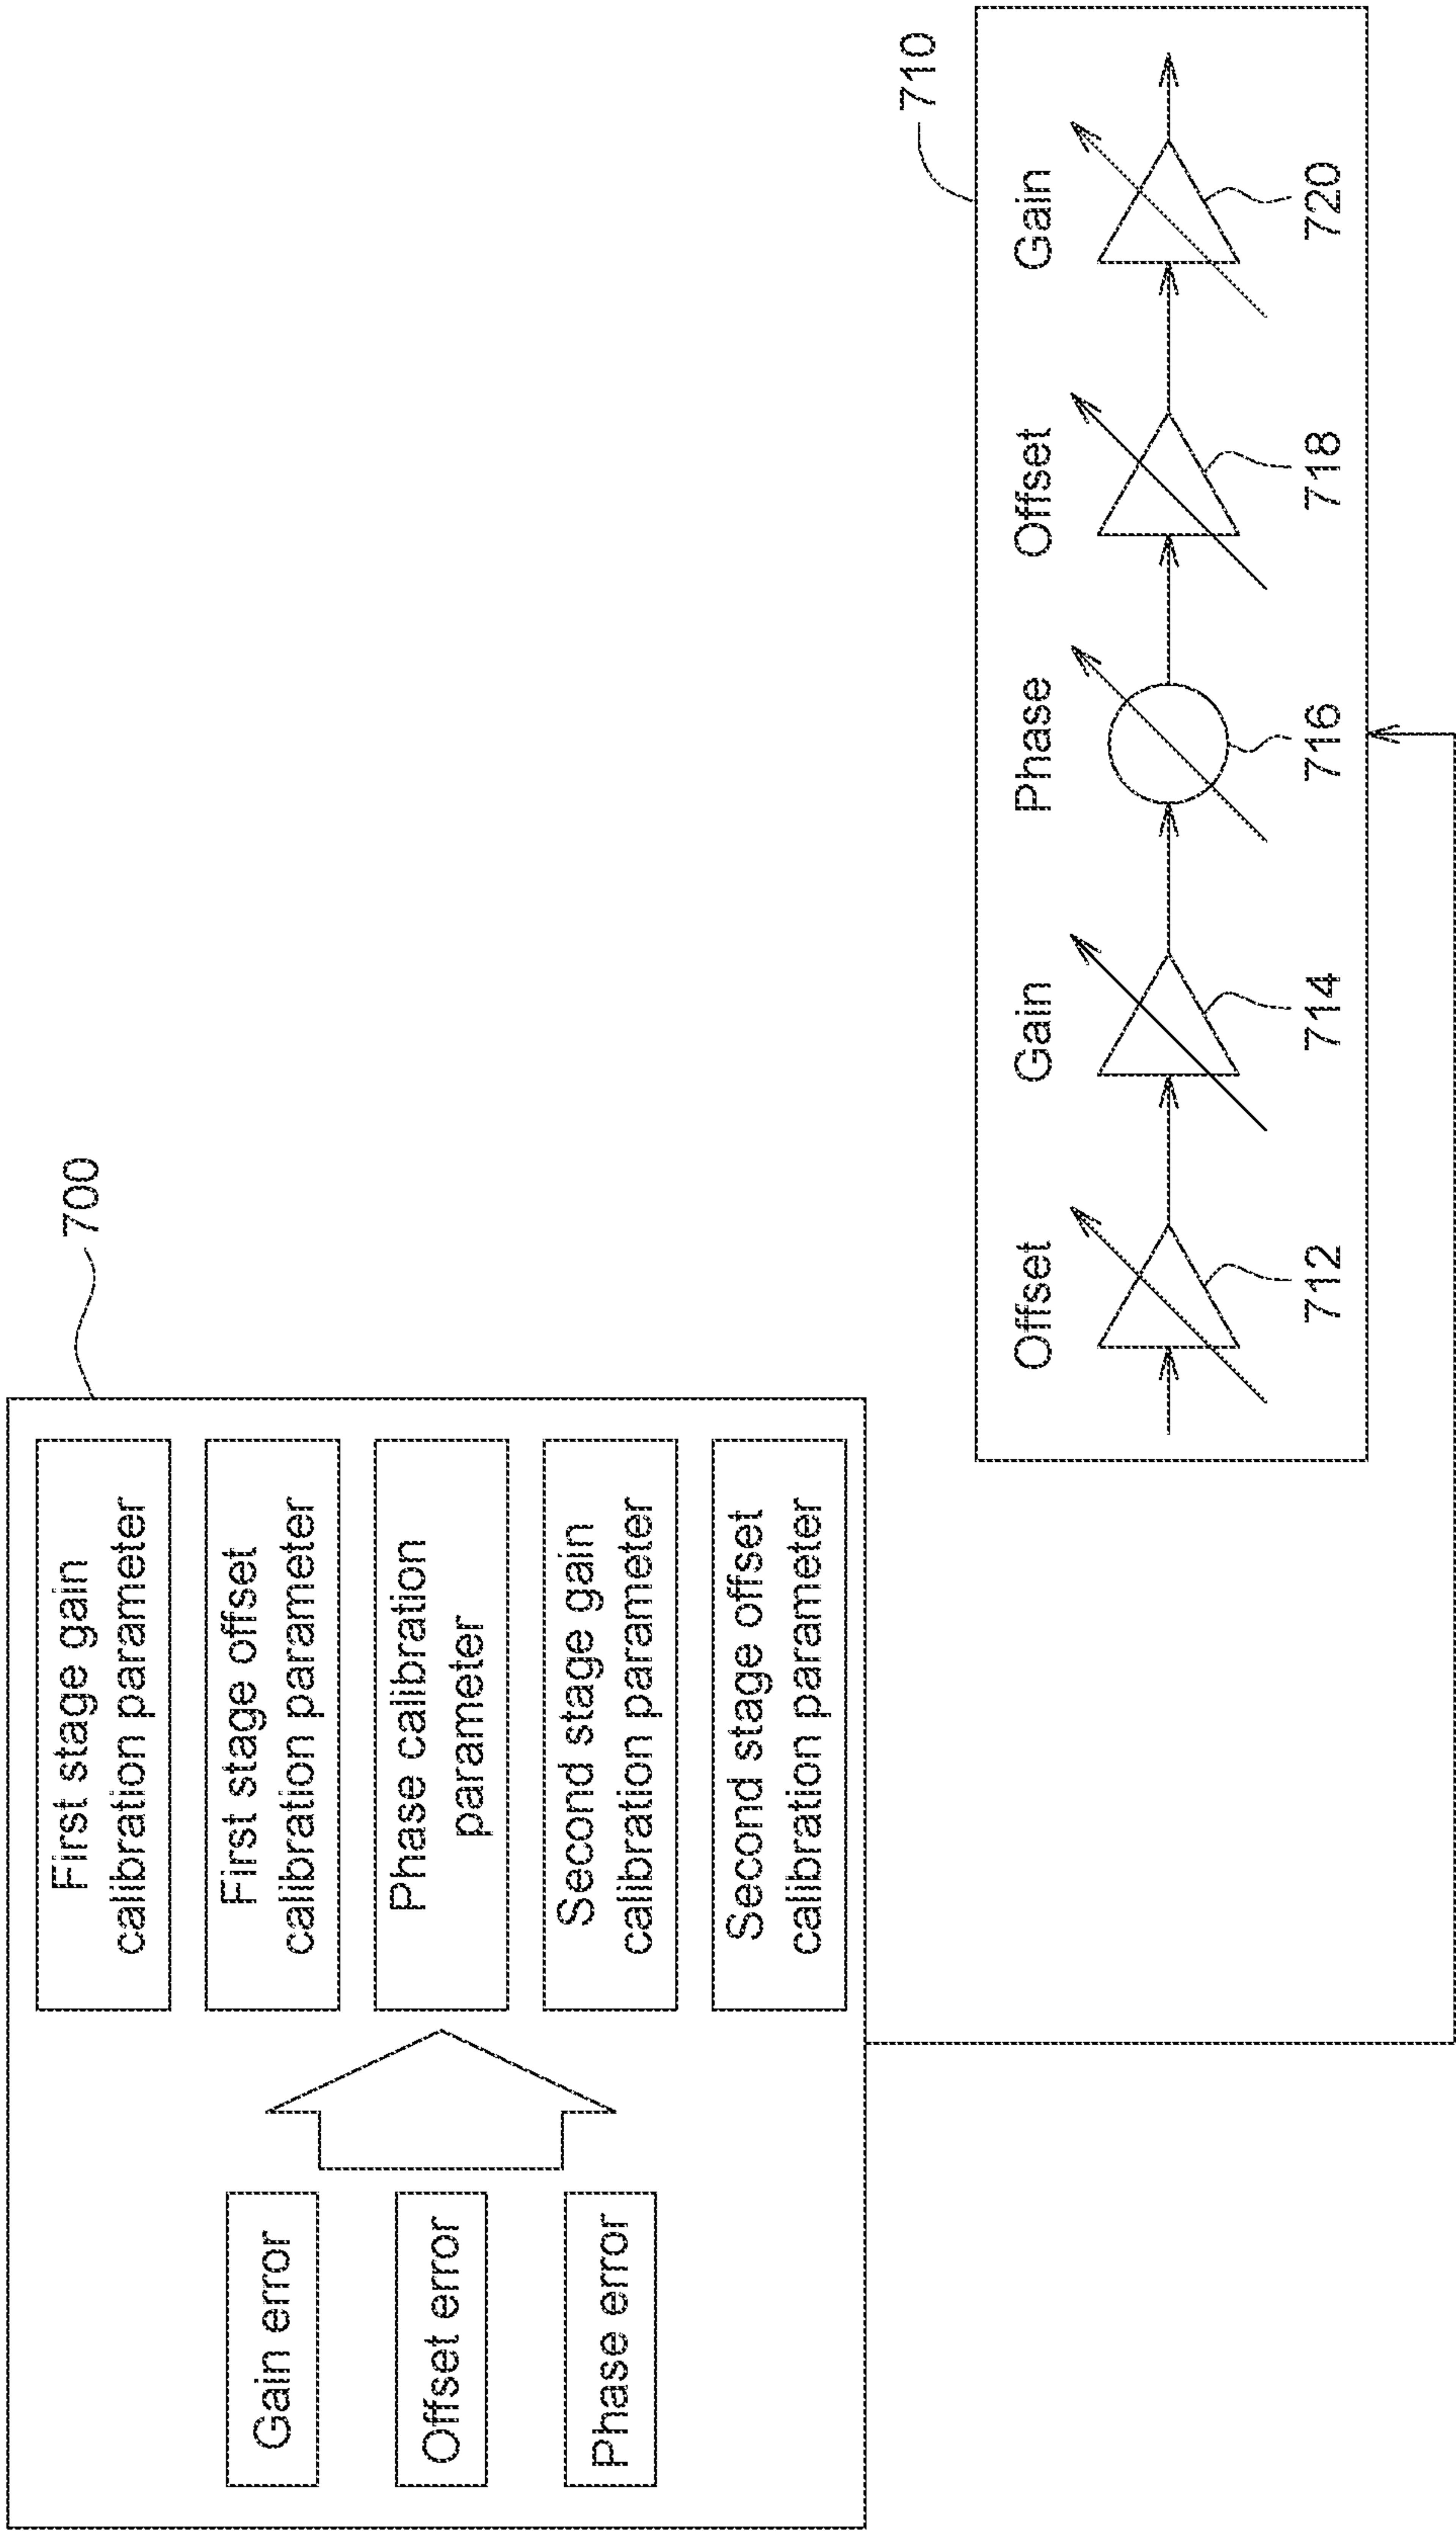 700
Gain error
Offset error
Phase error
First stage gain
calibration parameter
First stage offset
calibration parameter
Phase calibration
parameter
Second stage gain
calibration parameter
Second stage offset
calibration parameter
710
Offset
Gain
Phase
Offset
Gain
712
714
716
718
720